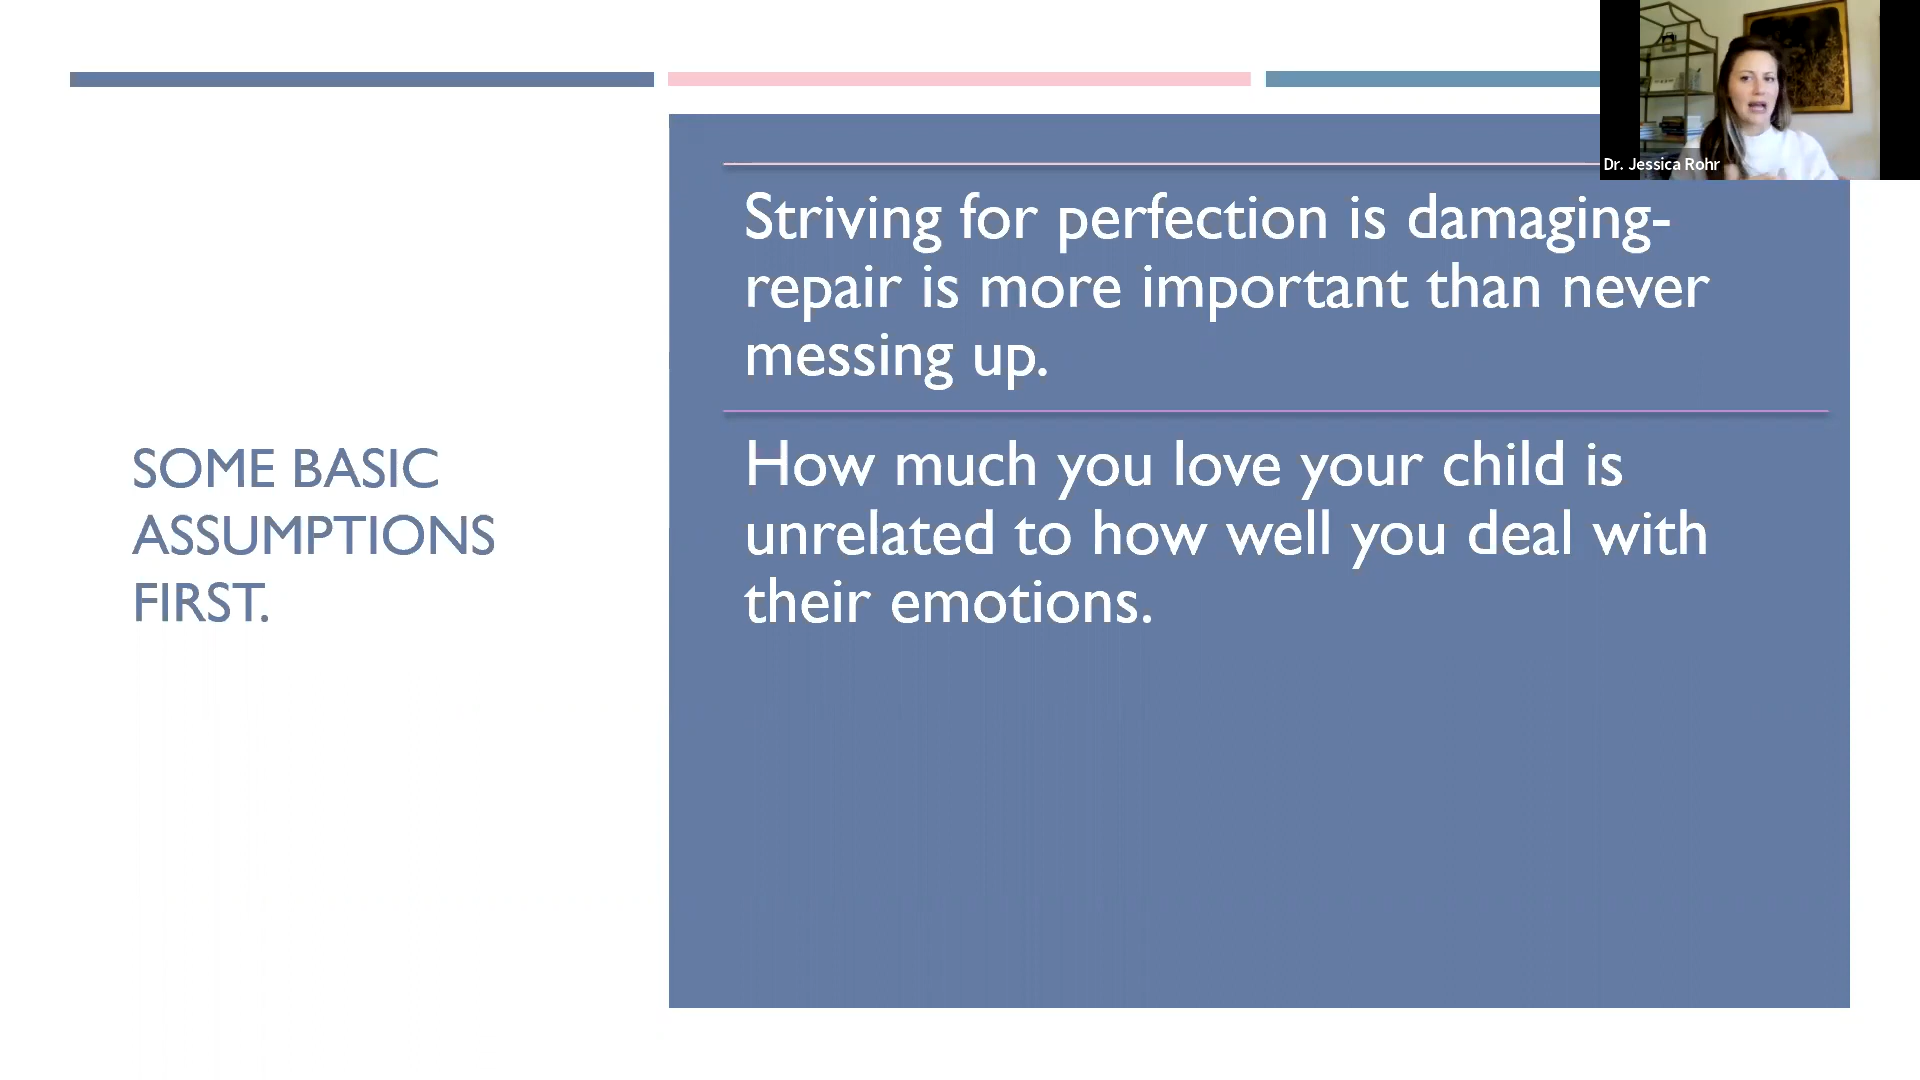 SOME BASIC
ASSUMPTIONS
FIRST.
Striving for perfection is damaging-
repair is more important than never
messing up.
How much you love your child is
unrelated to how well you deal with
their emotions.
Dr. Jessica Rohr